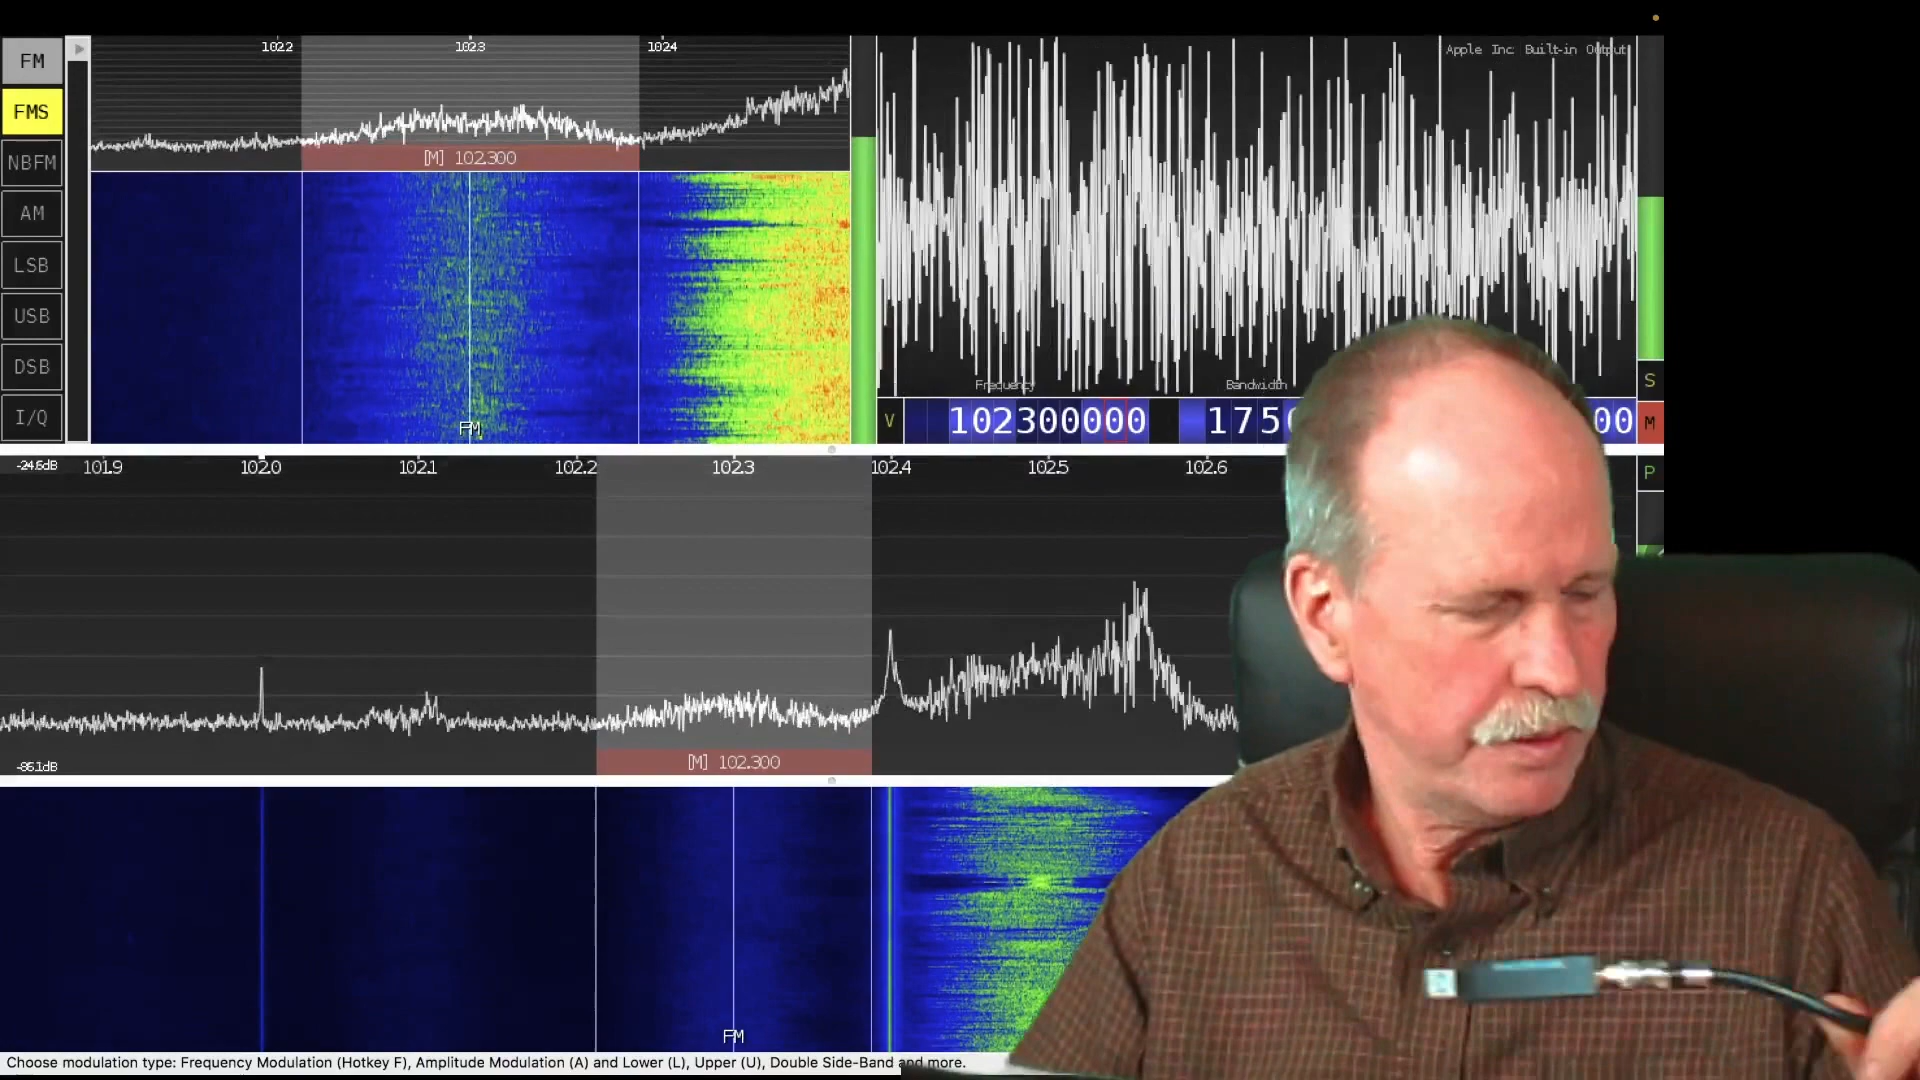 102.2 102.3 102.4
FM
FMS
NBFM
AM
LSB
USB
DSB
I/Q
[M] 102.300
FM
Apple Inc. Built-in Output
Frequency
Bandwidth
V
102300000
175
00
S
M
P
-24.6dB
101.9 102.0 102.1 102.2 102.3 102.4 102.5 102.6
[M] 102.300
-86.1dB
FM
Choose modulation type: Frequency Modulation (Hotkey F), Amplitude Modulation (A) and Lower (L), Upper (U), Double Side-Band and more.